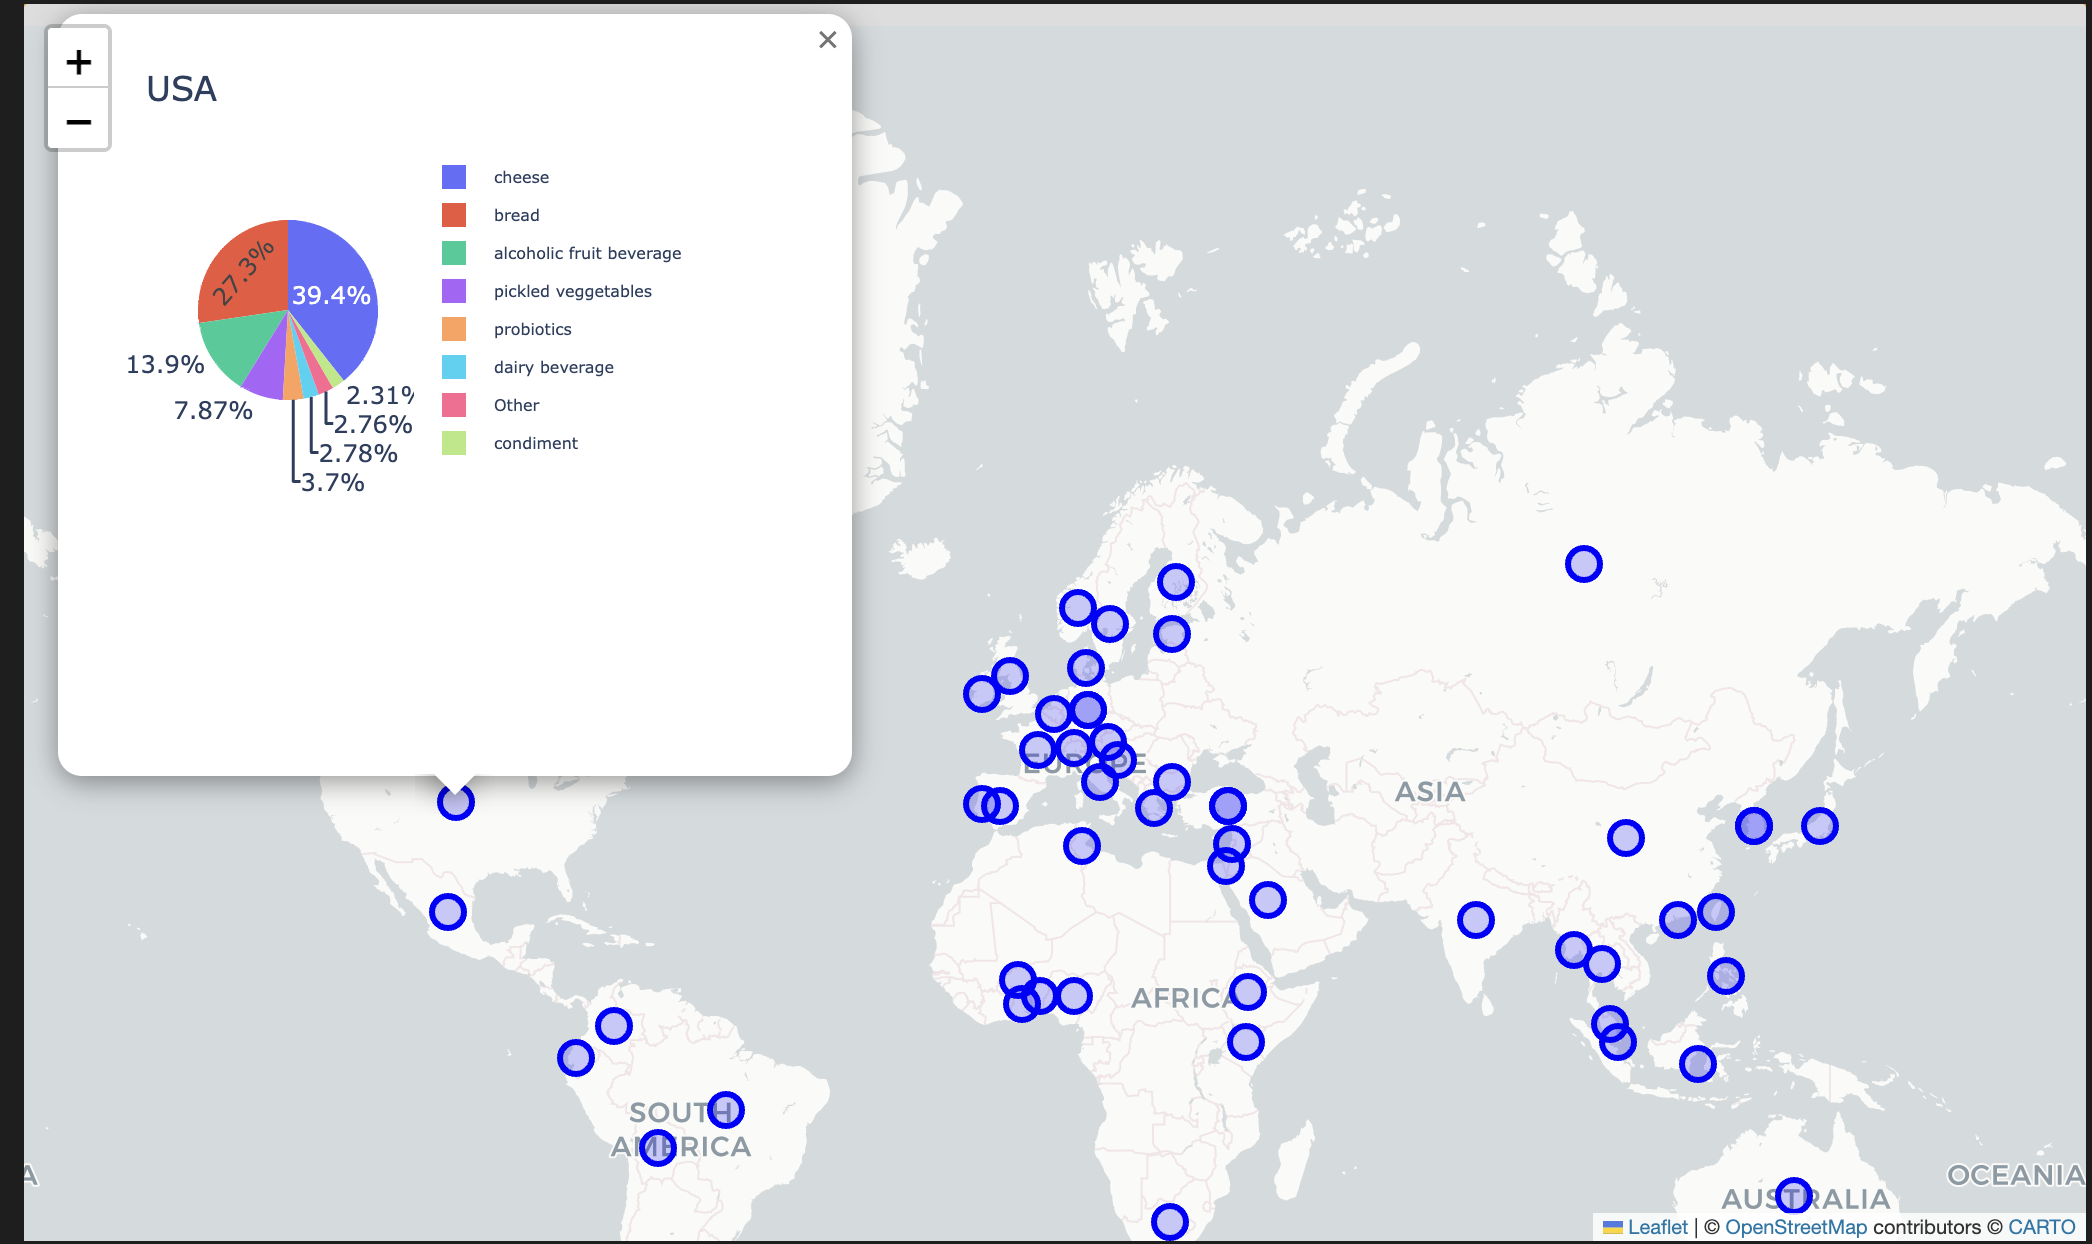 +
−
×
USA
cheese
bread
alcoholic fruit beverage
pickled veggetables
probiotics
dairy beverage
Other
condiment
27.3%
39.4%
13.9%
7.87%
2.31%
2.76%
2.78%
3.7%
EUROPE
ASIA
AFRICA
SOUTH
AMERICA
A
OCEANIA
AUSTRALIA
Leaflet | © OpenStreetMap contributors © CARTO